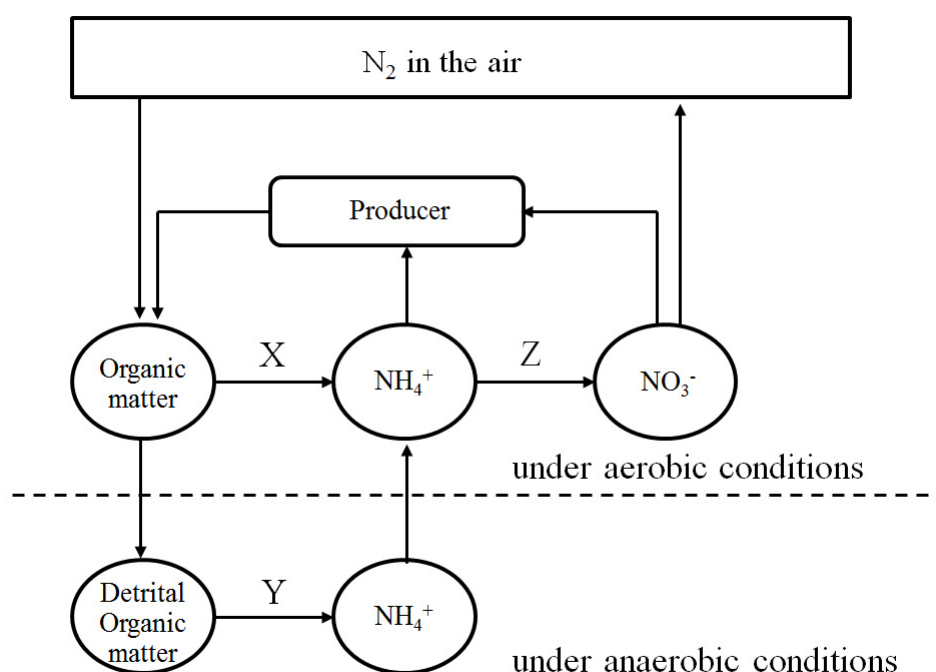 N₂ in the air
Producer
X
Z
Organic
matter
NH₄⁺
NO₃⁻
under aerobic conditions
Y
Detrital
Organic
matter
NH₄⁺
under anaerobic conditions